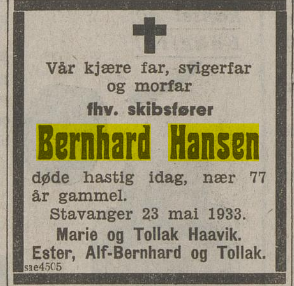 Vår kjære far, svigerfar
og morfar
fhv. skibsfører
Bernhard Hansen
døde hastig idag, nær 77
år gammel.
Stavanger 23 mai 1933.
Marie og Tollak Haavik.
Ester, Alf-Bernhard og Tollak.
sae4505